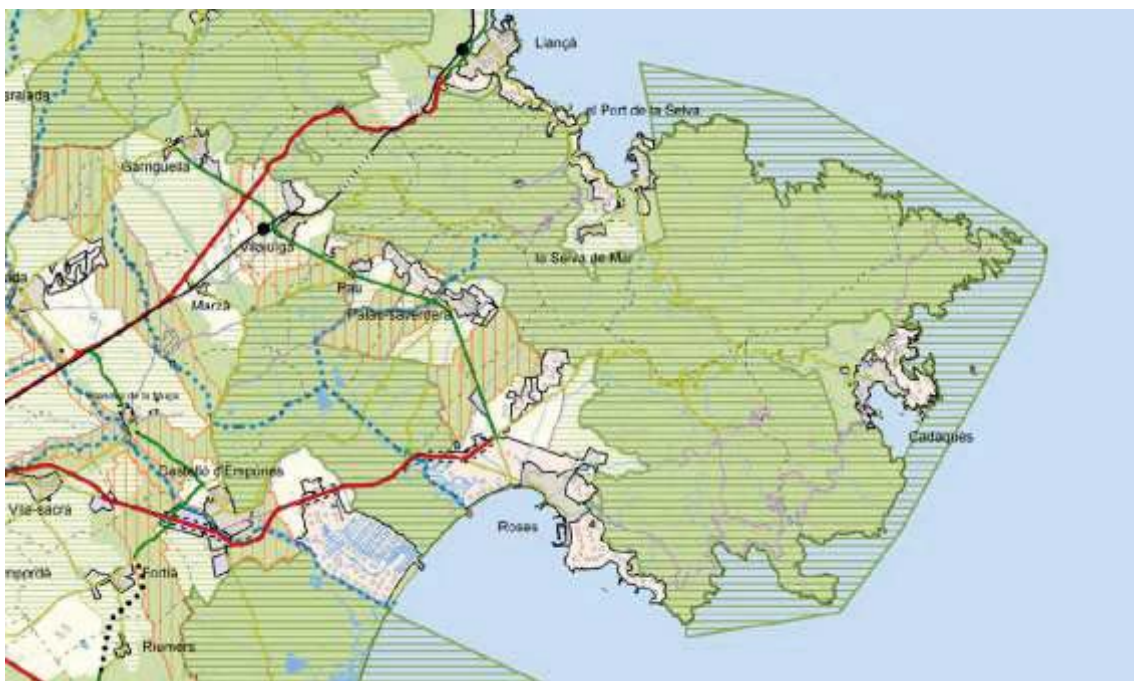 Llançà
el Port de la Selva
Garriguella
Vilajuïga
la Selva de Mar
Pau
Marzà
Palau-saverdera
Cadaqués
Castelló d'Empúries
Vila-sacra
Roses
Fortià
Riumors